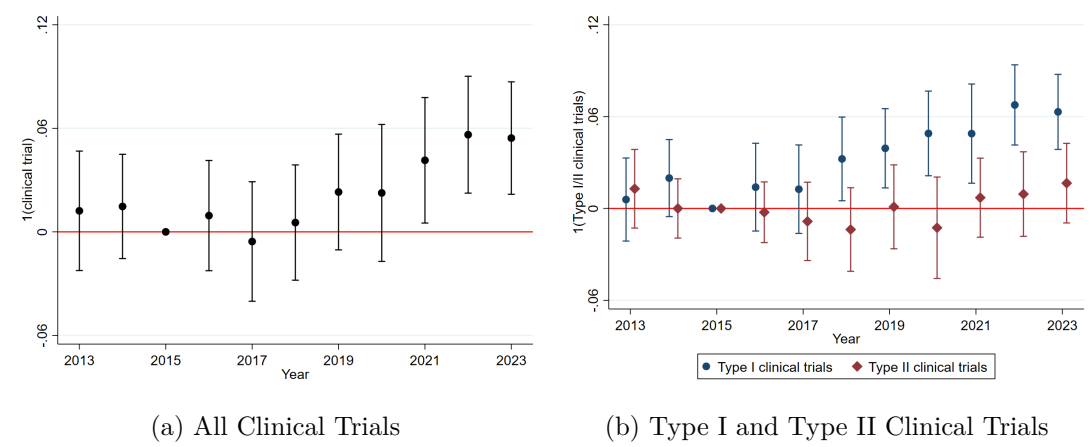 .12
.06
0
-.06
1(clinical trial)
2013 2015 2017 2019 2021 2023
Year
(a) All Clinical Trials
.12
.06
0
-.06
1(Type I/II clinical trials)
2013 2015 2017 2019 2021 2023
Year
Type I clinical trials Type II clinical trials
(b) Type I and Type II Clinical Trials